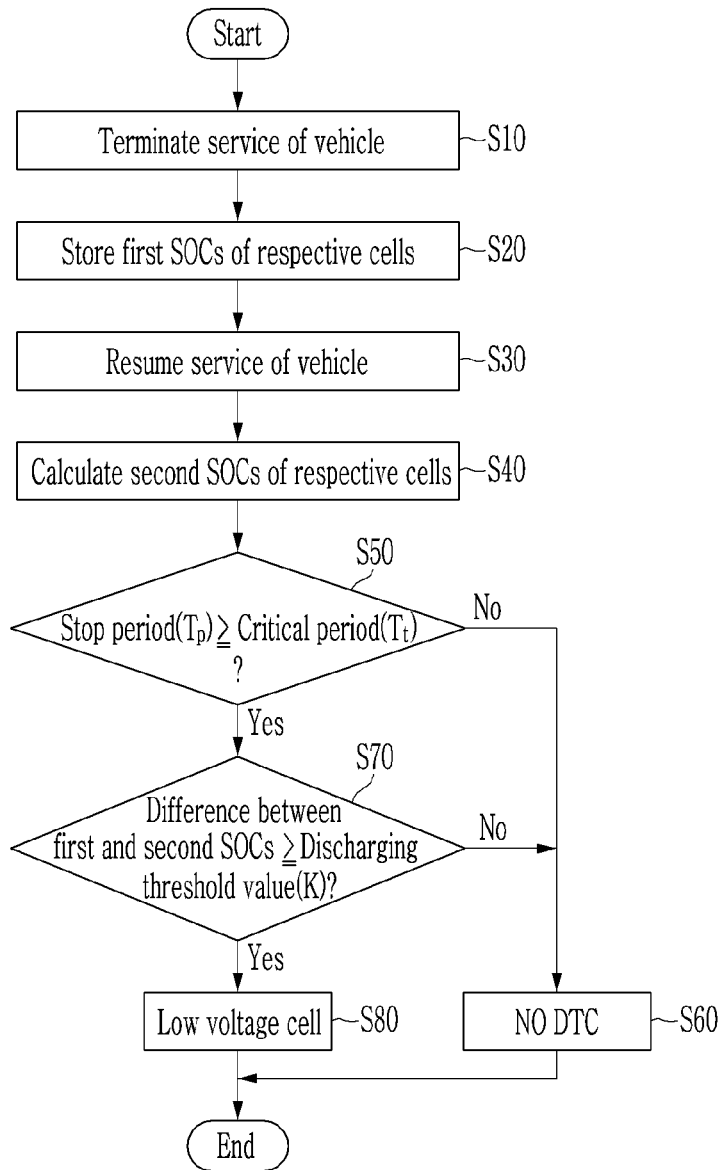 Start
Terminate service of vehicle
S10
Store first SOCs of respective cells
S20
Resume service of vehicle
S30
Calculate second SOCs of respective cells
S40
S50
Stop period(Tp)≧Critical period(Tt)
?
No
Yes
S70
Difference between
first and second SOCs ≧Discharging
threshold value(K)?
No
Yes
Low voltage cell
S80
NO DTC
S60
End